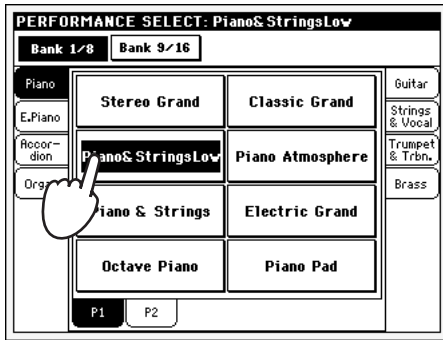 PERFORMANCE SELECT: Piano&StringsLow
Bank 1/8 Bank 9/16
Piano
E.Piano
Accor-
dion
Stereo Grand
Classic Grand
Piano&StringsLow
Piano Atmosphere
Piano & Strings
Electric Grand
Octave Piano
Piano Pad
Guitar
Strings
& Vocal
Trumpet
& Trbn.
Brass
P1 P2